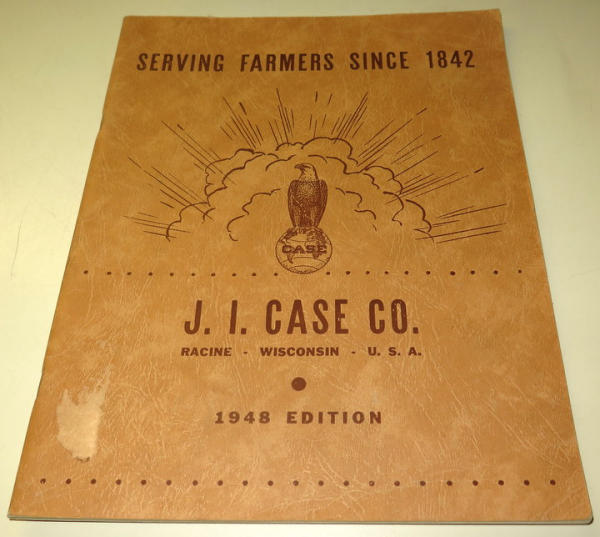 SERVING FARMERS SINCE 1842
CASE
J. I. CASE CO.
RACINE - WISCONSIN - U. S. A.
1948 EDITION